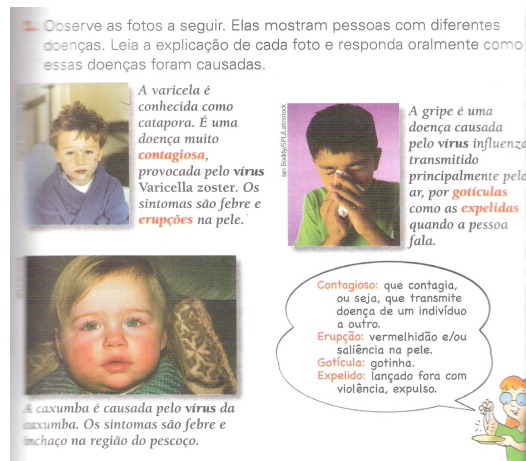 1. Observe as fotos a seguir. Elas mostram pessoas com diferentes
doenças. Leia a explicação de cada foto e responda oralmente como
essas doenças foram causadas.
A varicela é
conhecida como
catapora. É uma
doença muito
contagiosa,
provocada pelo vírus
Varicella zoster. Os
sintomas são febre e
erupções na pele.
Ian Boddy/SPL/Latinstock
A gripe é uma
doença causada
pelo vírus influenza
transmitido
principalmente pelo
ar, por gotículas
como as expelidas
quando a pessoa
fala.
A caxumba é causada pelo vírus da
caxumba. Os sintomas são febre e
inchaço na região do pescoço.
Contagioso: que contagia,
ou seja, que transmite
doença de um indivíduo
a outro.
Erupção: vermelhidão e/ou
saliência na pele.
Gotícula: gotinha.
Expelido: lançado fora com
violência, expulso.